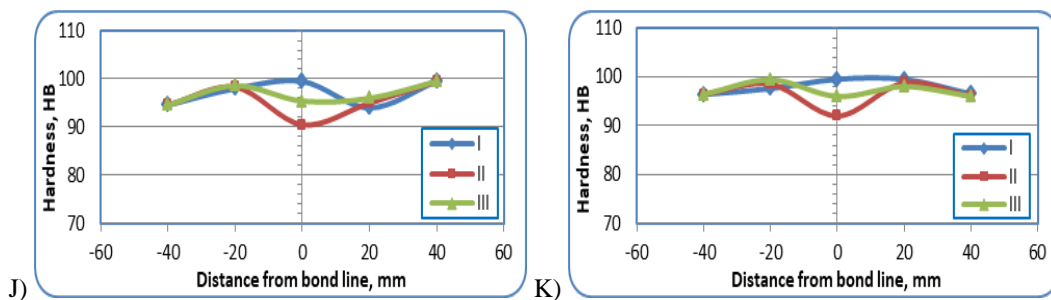 110
100
90
80
70
Hardness, HB
I
II
III
-60 -40 -20 0 20 40 60
Distance from bond line, mm
J)
110
100
90
80
70
Hardness, HB
I
II
III
-60 -40 -20 0 20 40 60
Distance from bond line, mm
K)